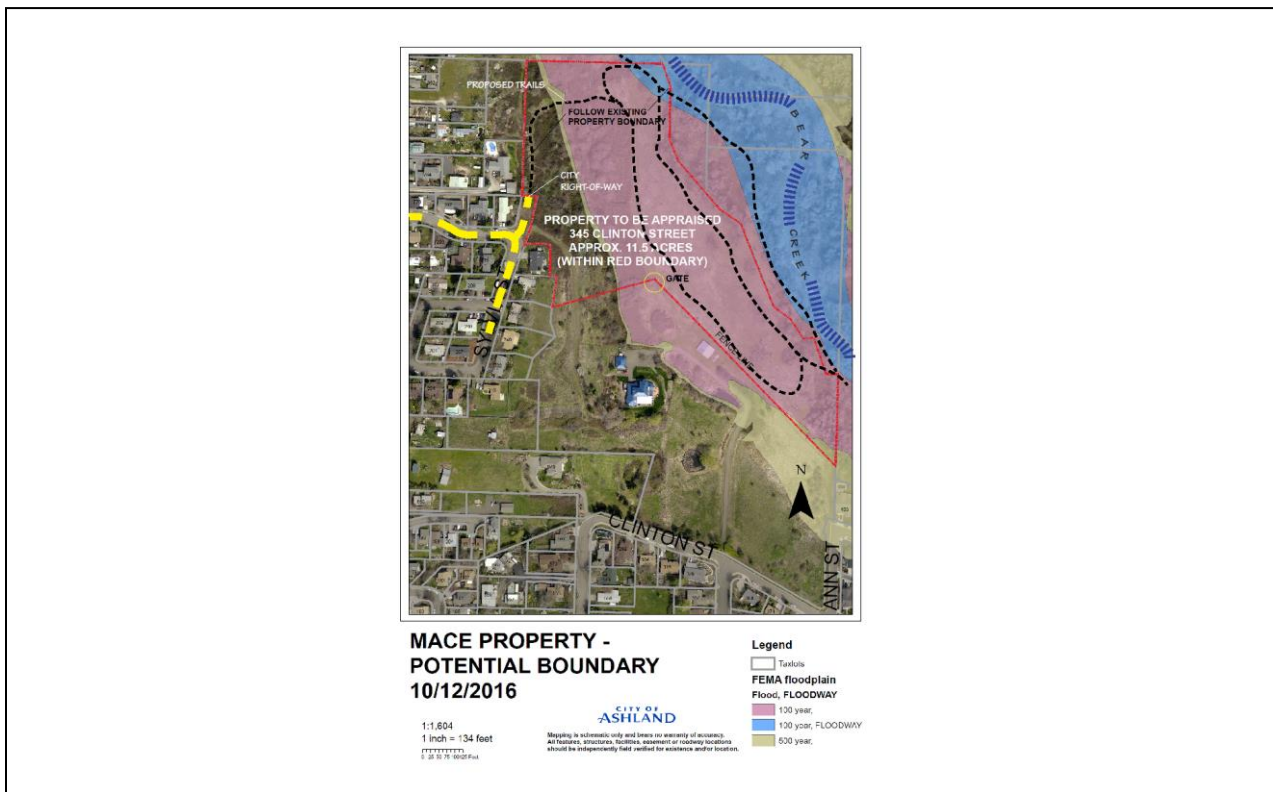 PROPOSED TRAILS
FOLLOW EXISTING
PROPERTY BOUNDARY
BEAR
CREEK
CITY
RIGHT-OF-WAY
PROPERTY TO BE APPRAISED
345 CLINTON STREET
APPROX. 11.5 ACRES
(WITHIN RED BOUNDARY)
GATE
N
CLINTON ST
ANN ST
MACE PROPERTY -
POTENTIAL BOUNDARY
10/12/2016
1:1,604
1 inch = 134 feet
CITY OF
ASHLAND
Mapping is schematic only and bears no warranty of accuracy.
All features, structures, facilities, easement or roadway locations
should be independently field verified for existence and/or location.
Legend
Taxlots
FEMA floodplain
Flood, FLOODWAY
100 year,
100 year, FLOODWAY
500 year,